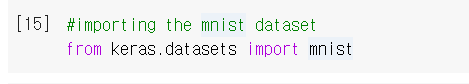 [15] #importing the mnist dataset
from keras.datasets import mnist